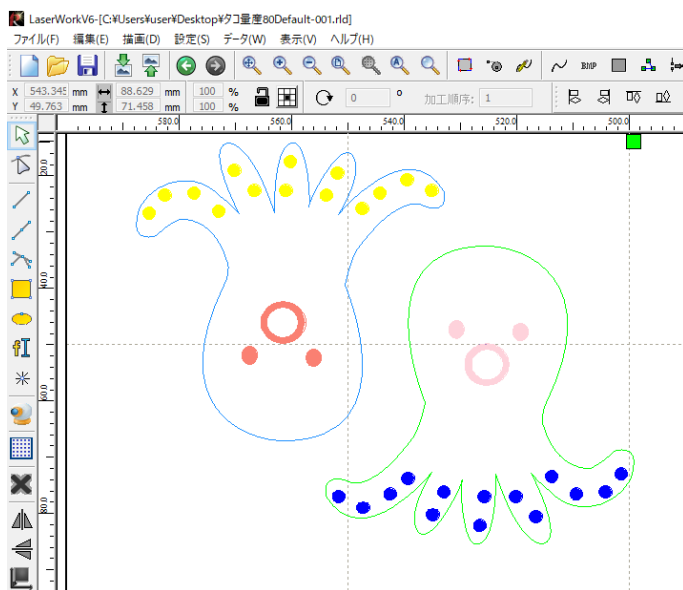 LaserWorkV6-[C:¥Users¥user¥Desktop¥タコ量産80Default-001.rld]
ファイル(F) 編集(E) 描画(D) 設定(S) データ(W) 表示(V) ヘルプ(H)
BMP
X 543.345 mm 88.629 mm 100 % 0 ° 加工順序: 1
Y 49.763 mm 71.458 mm 100 %
580.0 560.0 540.0 520.0 500.0
20.0
40.0
60.0
80.0